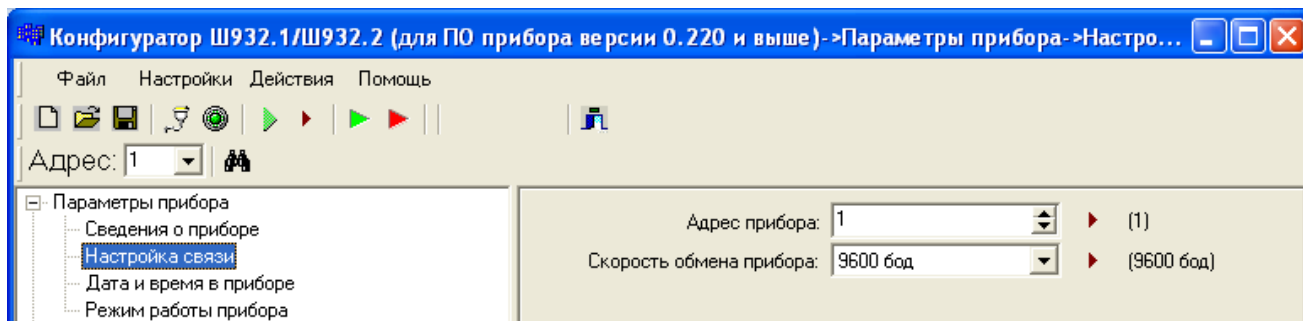 Конфигуратор Ш932.1/Ш932.2 (для ПО прибора версии 0.220 и выше)->Параметры прибора->Настро...
Файл Настройки Действия Помощь
Адрес: 1
Параметры прибора
Сведения о приборе
Настройка связи
Дата и время в приборе
Режим работы прибора
Адрес прибора: 1 (1)
Скорость обмена прибора: 9600 бод (9600 бод)